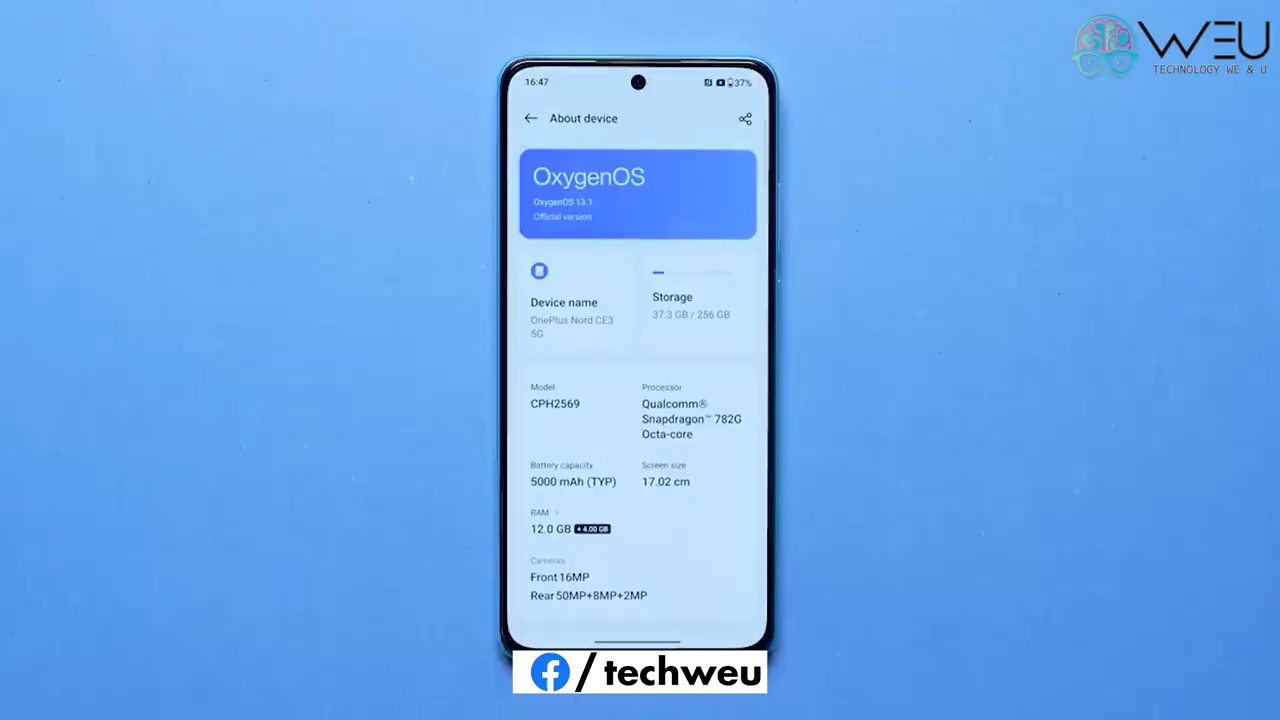 WEU
TECHNOLOGY WE & U
16:47
37%
About device
OxygenOS
OxygenOS 13.1
Official version
Device name
OnePlus Nord CE3
5G
Storage
37.3 GB / 256 GB
Model
CPH2569
Processor
Qualcomm®
Snapdragon™ 782G
Octa-core
Battery capacity
5000 mAh (TYP)
Screen size
17.02 cm
RAM >
12.0 GB + 4.00 GB
Cameras
Front 16MP
Rear 50MP+8MP+2MP
/ techweu